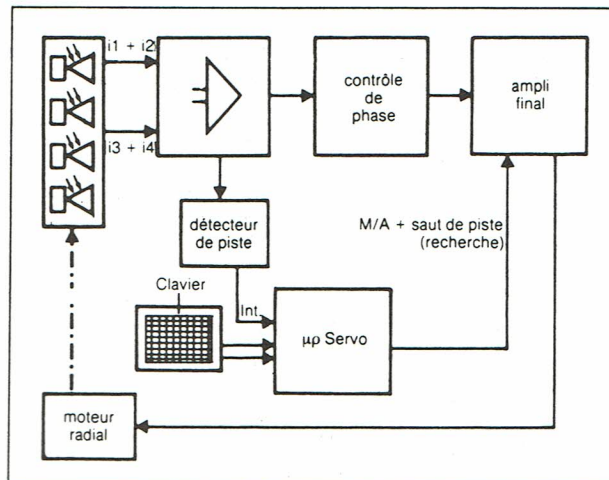 i1 + i2
i3 + i4
contrôle
de
phase
ampli
final
détecteur
de piste
M/A + saut de piste
(recherche)
Clavier
Int
µρ Servo
moteur
radial